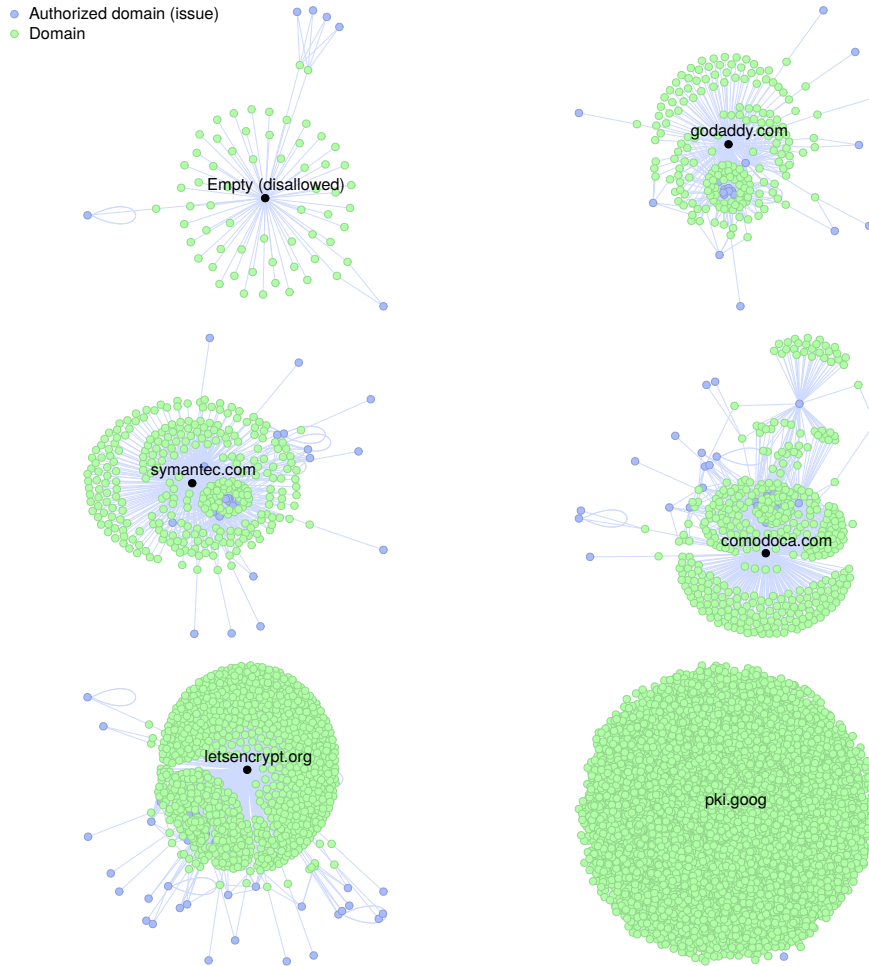 Authorized domain (issue)
Domain
Empty (disallowed)
godaddy.com
symantec.com
comodoca.com
letsencrypt.org
pki.goog